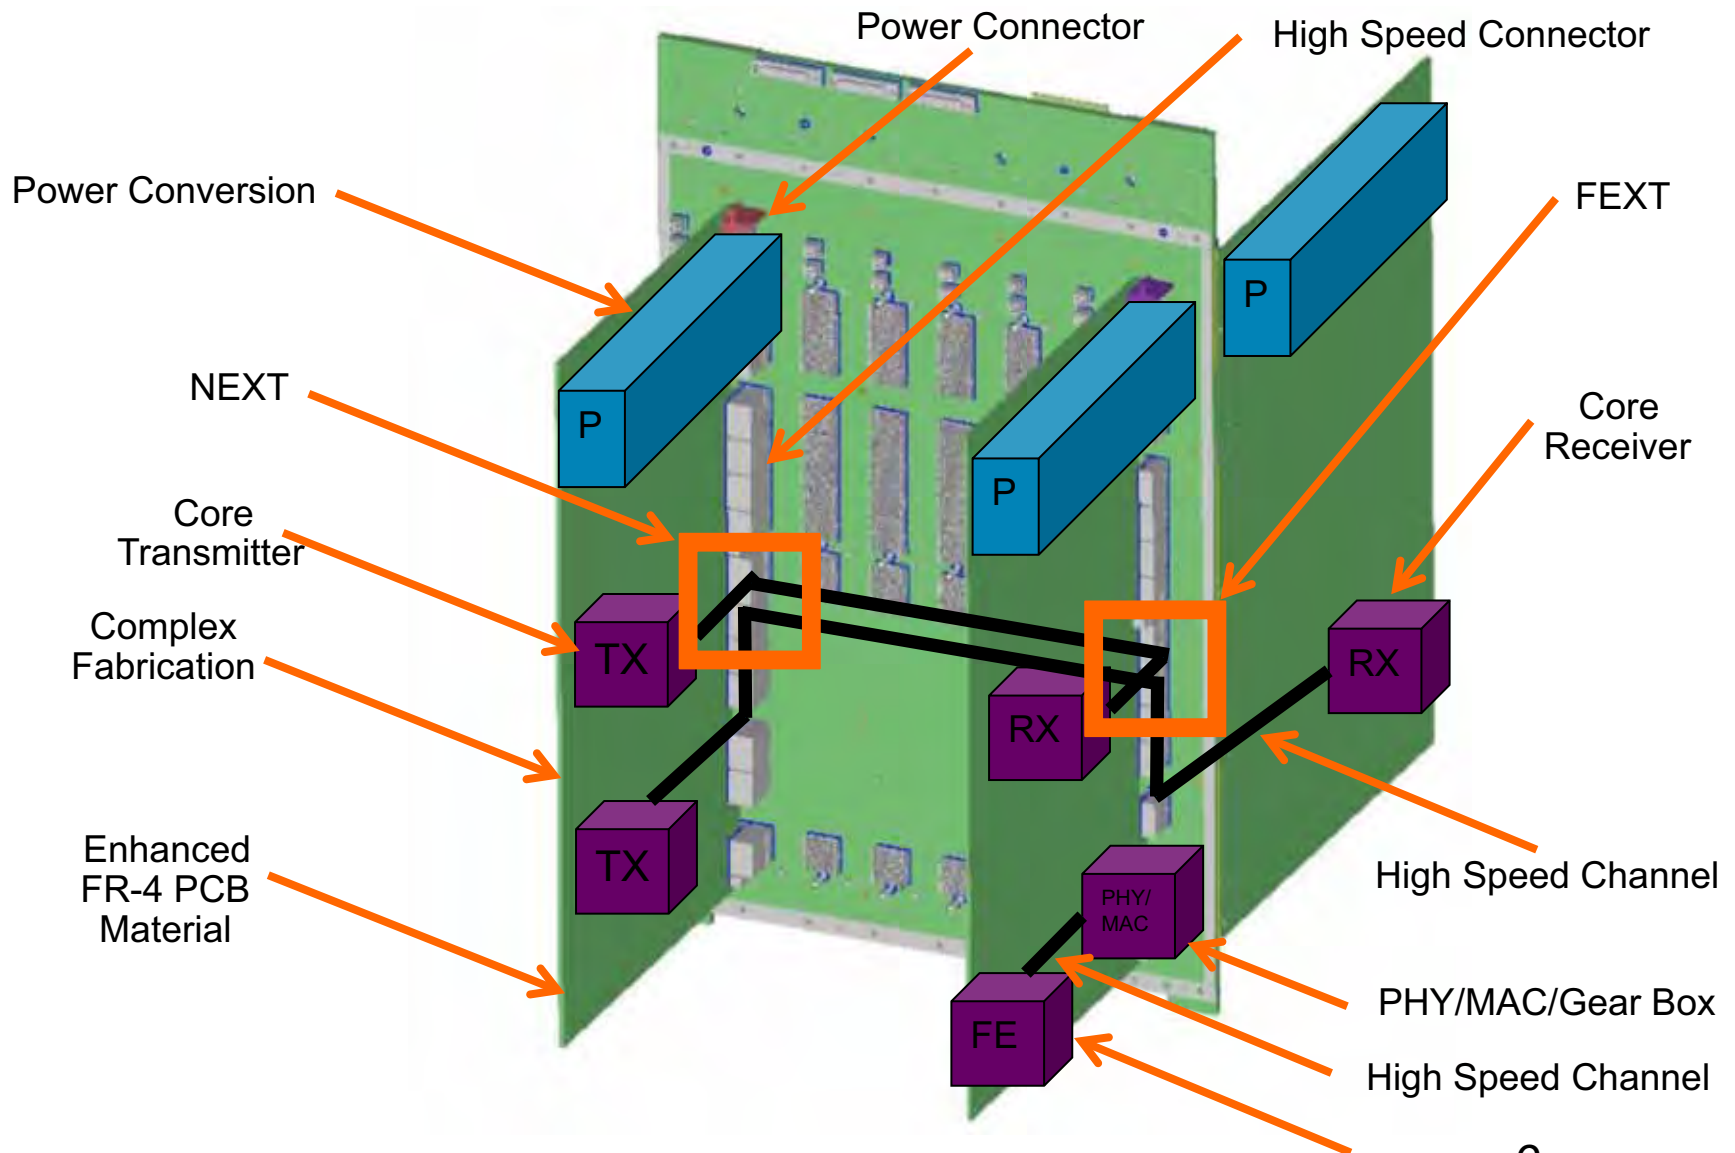 Power Connector
High Speed Connector
Power Conversion
FEXT
P
NEXT
P
Core
Receiver
P
Core
Transmitter
Complex
Fabrication
TX
RX
RX
Enhanced
FR-4 PCB
Material
TX
High Speed Channel
PHY/
MAC
PHY/MAC/Gear Box
FE
High Speed Channel